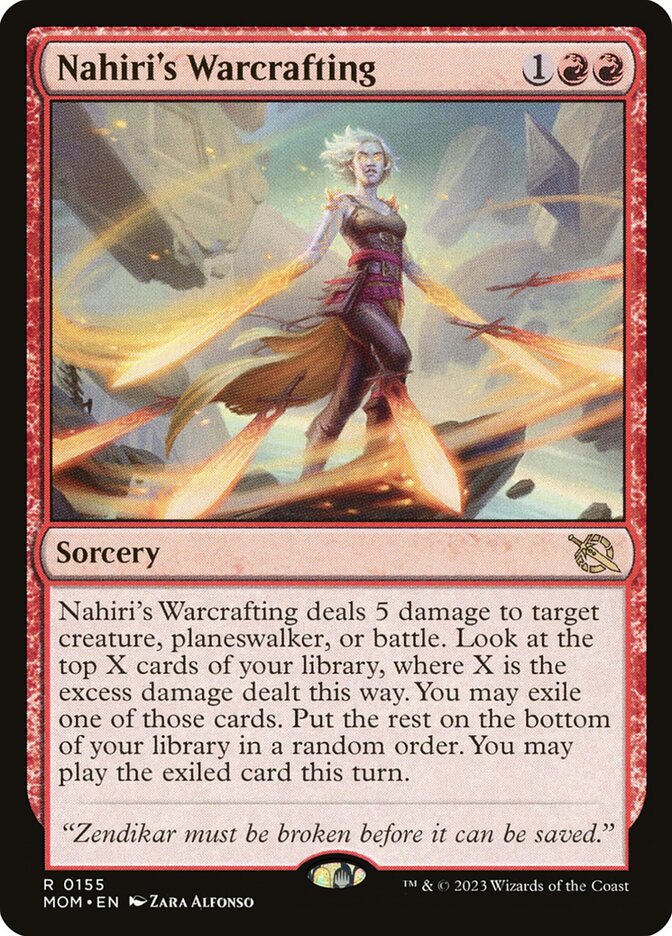 Nahiri's Warcrafting 1
Sorcery
Nahiri's Warcrafting deals 5 damage to target
creature, planeswalker, or battle. Look at the
top X cards of your library, where X is the
excess damage dealt this way. You may exile
one of those cards. Put the rest on the bottom
of your library in a random order. You may
play the exiled card this turn.
“Zendikar must be broken before it can be saved.”
R 0155
MOM • EN Zara Alfonso
™ & © 2023 Wizards of the Coast